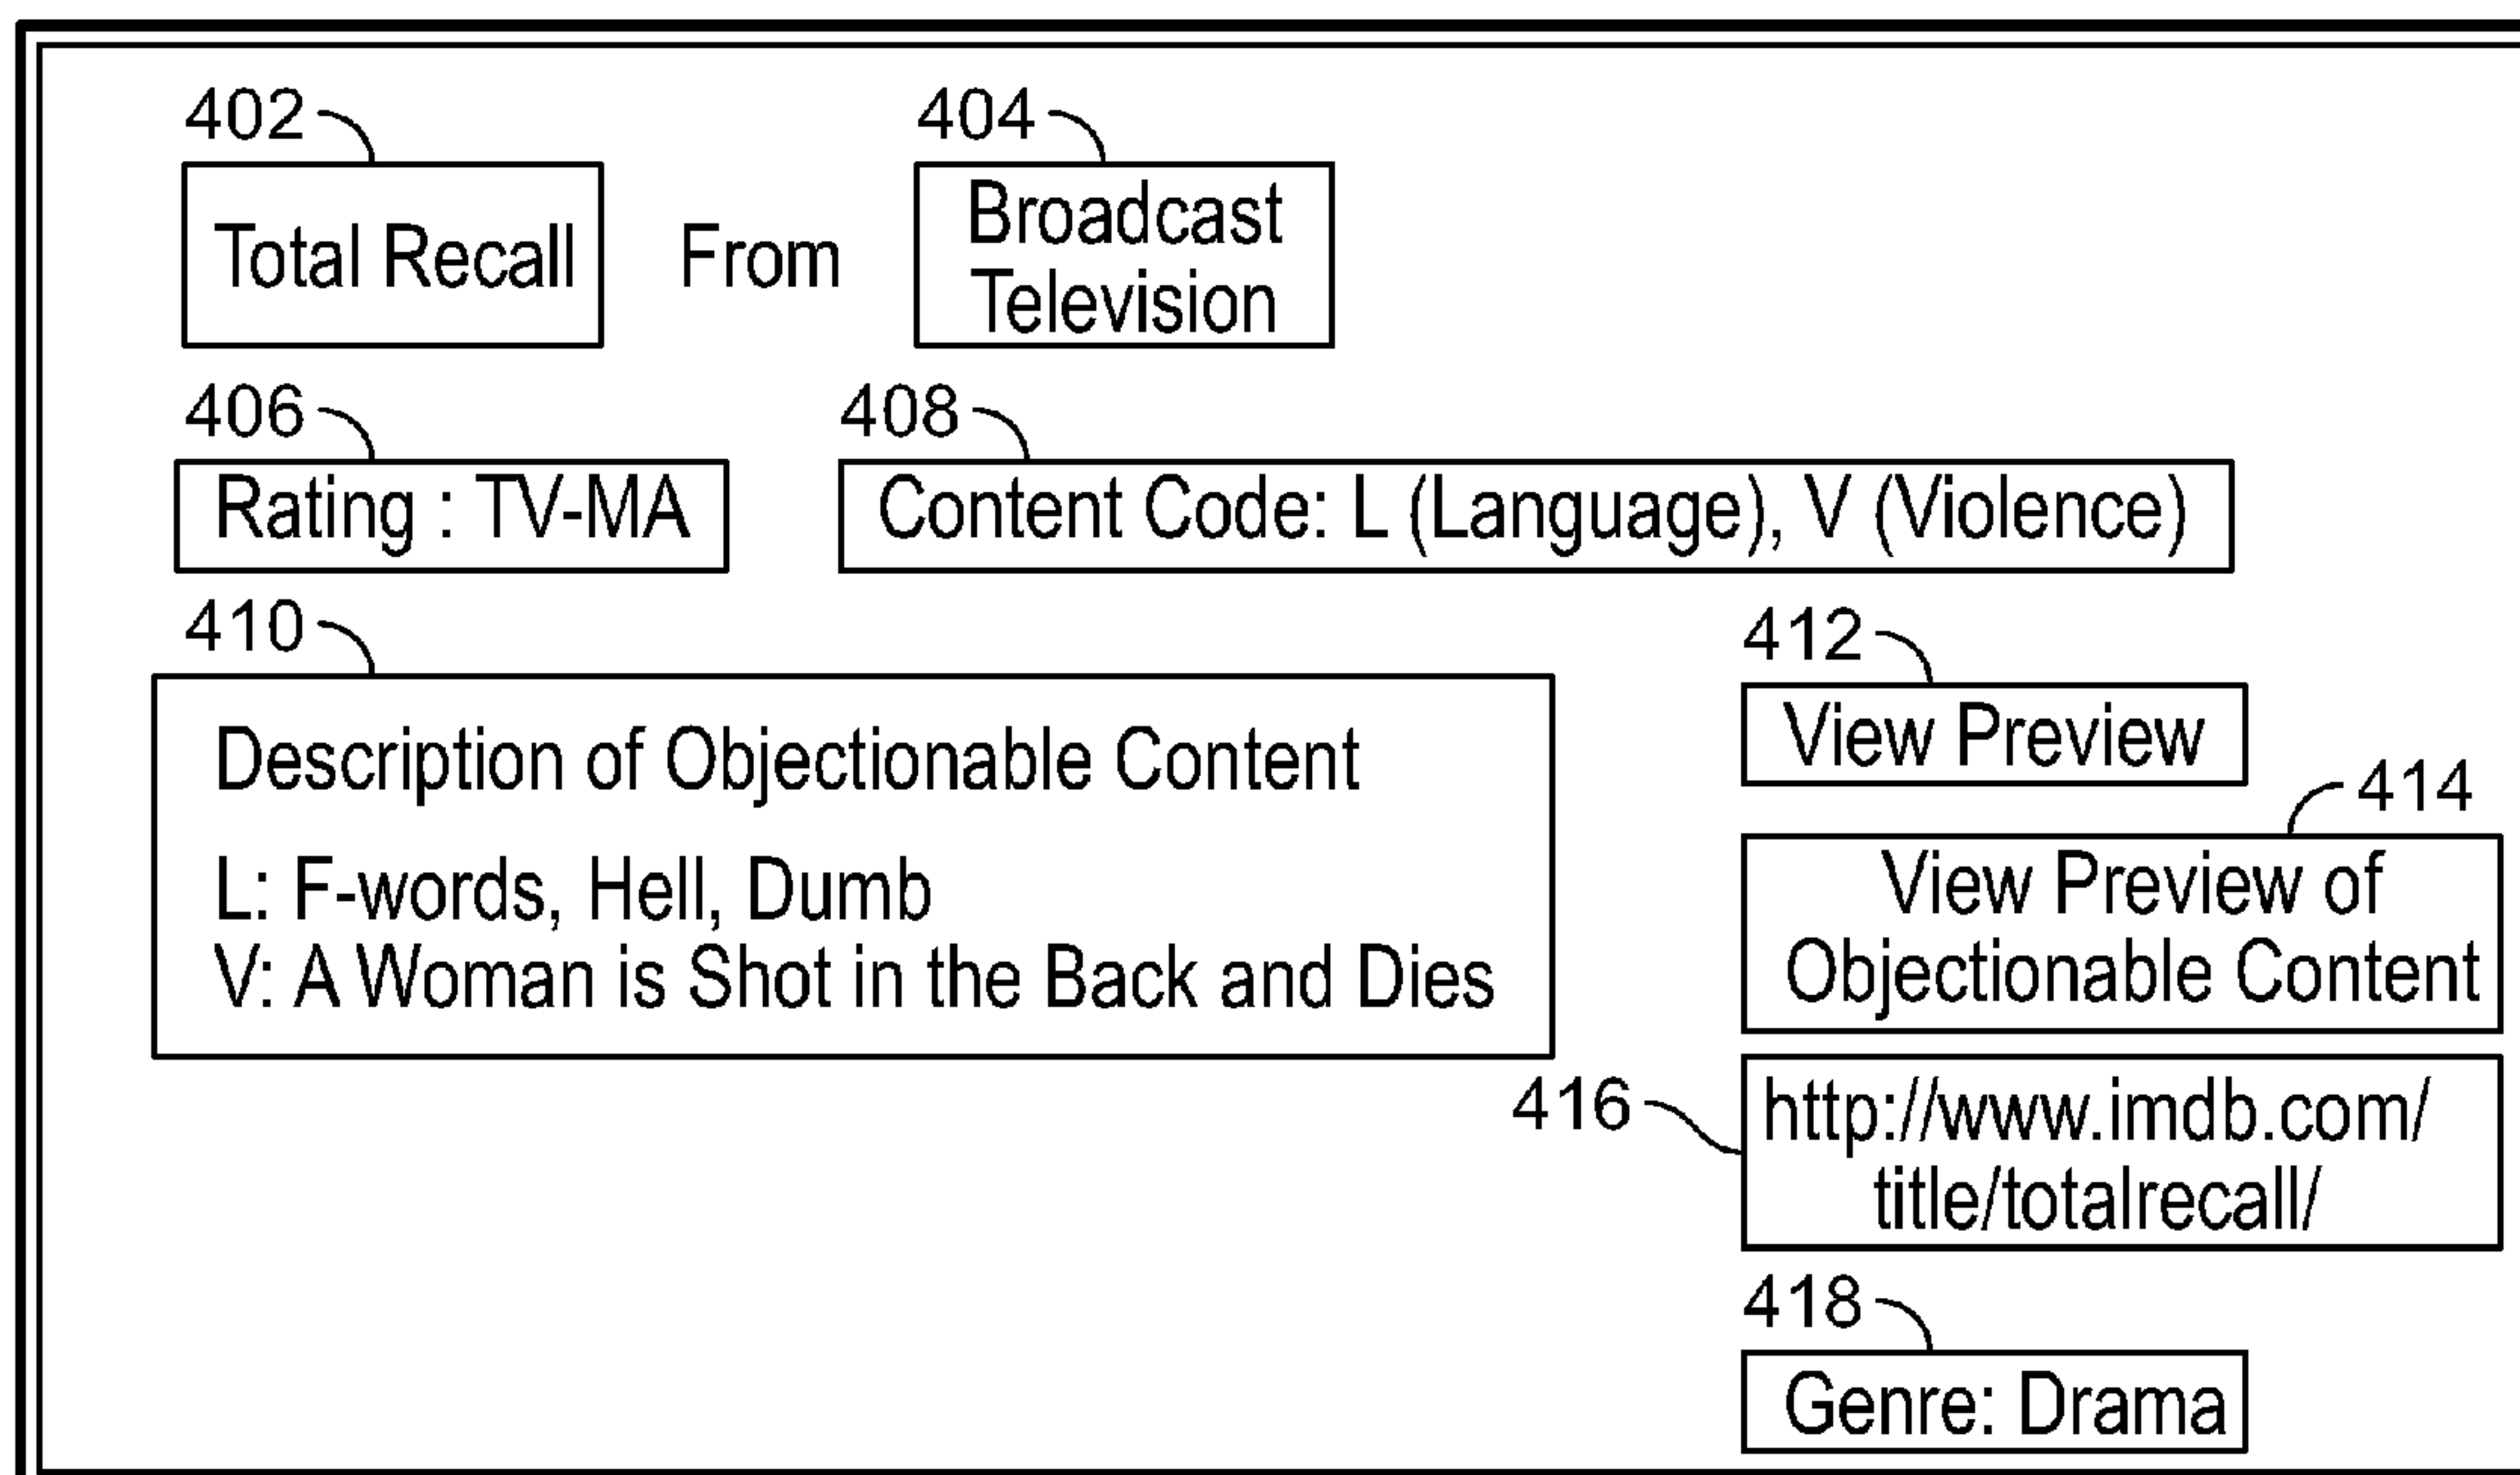 402
404
Total Recall
From
Broadcast
Television
406
408
Rating : TV-MA
Content Code: L (Language), V (Violence)
410
Description of Objectionable Content
L: F-words, Hell, Dumb
V: A Woman is Shot in the Back and Dies
412
View Preview
414
View Preview of
Objectionable Content
416
http://www.imdb.com/
title/totalrecall/
418
Genre: Drama